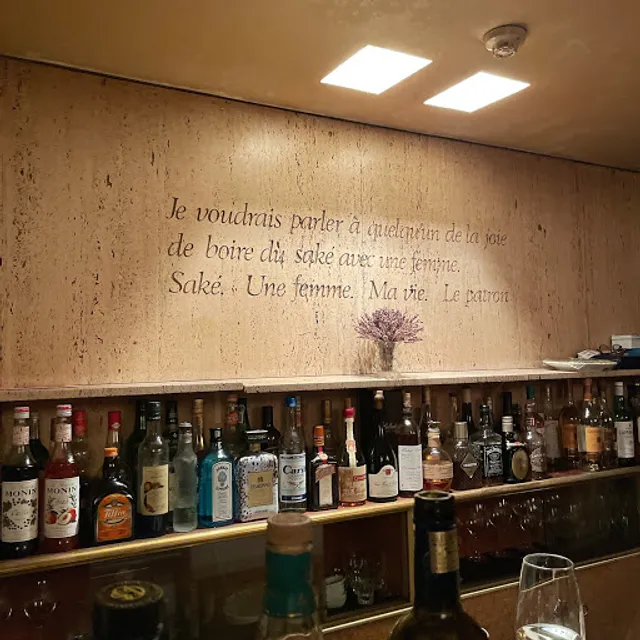 Je voudrais parler à quelqu'un de la joie
de boire du saké avec une femme.
Saké. Une femme. Ma vie. Le patron
MONIN
MONIN